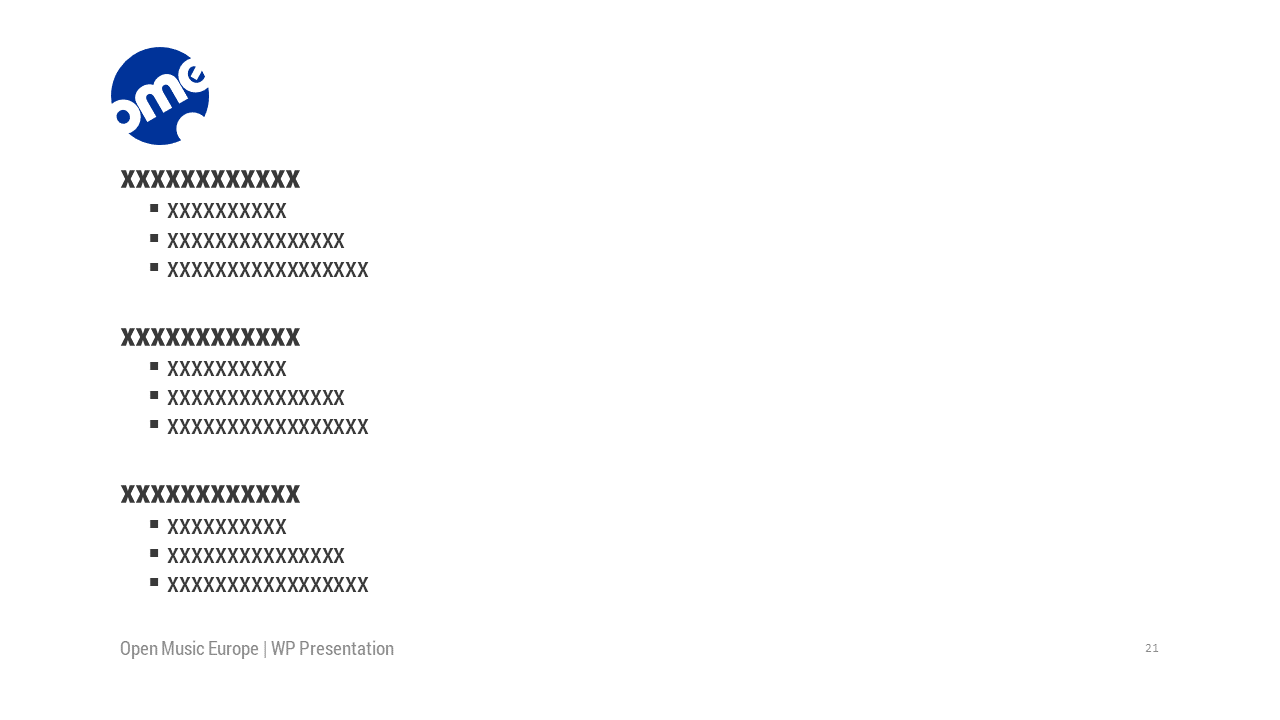 XXXXXXXXXXXX
XXXXXXXXXX
XXXXXXXXXXXXXXX
XXXXXXXXXXXXXXXXX
XXXXXXXXXXXX
XXXXXXXXXX
XXXXXXXXXXXXXXX
XXXXXXXXXXXXXXXXX
XXXXXXXXXXXX
XXXXXXXXXX
XXXXXXXXXXXXXXX
XXXXXXXXXXXXXXXXX
ome
Open Music Europe | WP Presentation
21